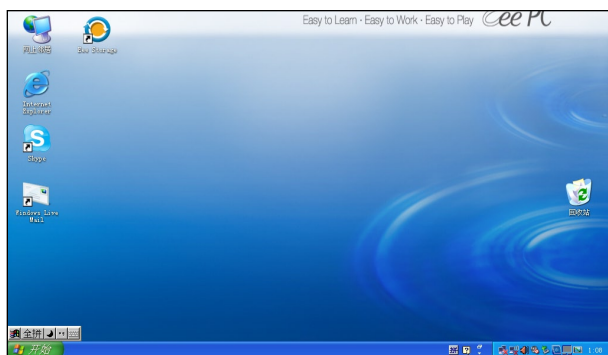 Easy to Learn · Easy to Work · Easy to Play Eee PC
网上邻居
Eee Storage
Internet
Explorer
Skype
Windows Live
Mail
回收站
全拼
开始
1:08